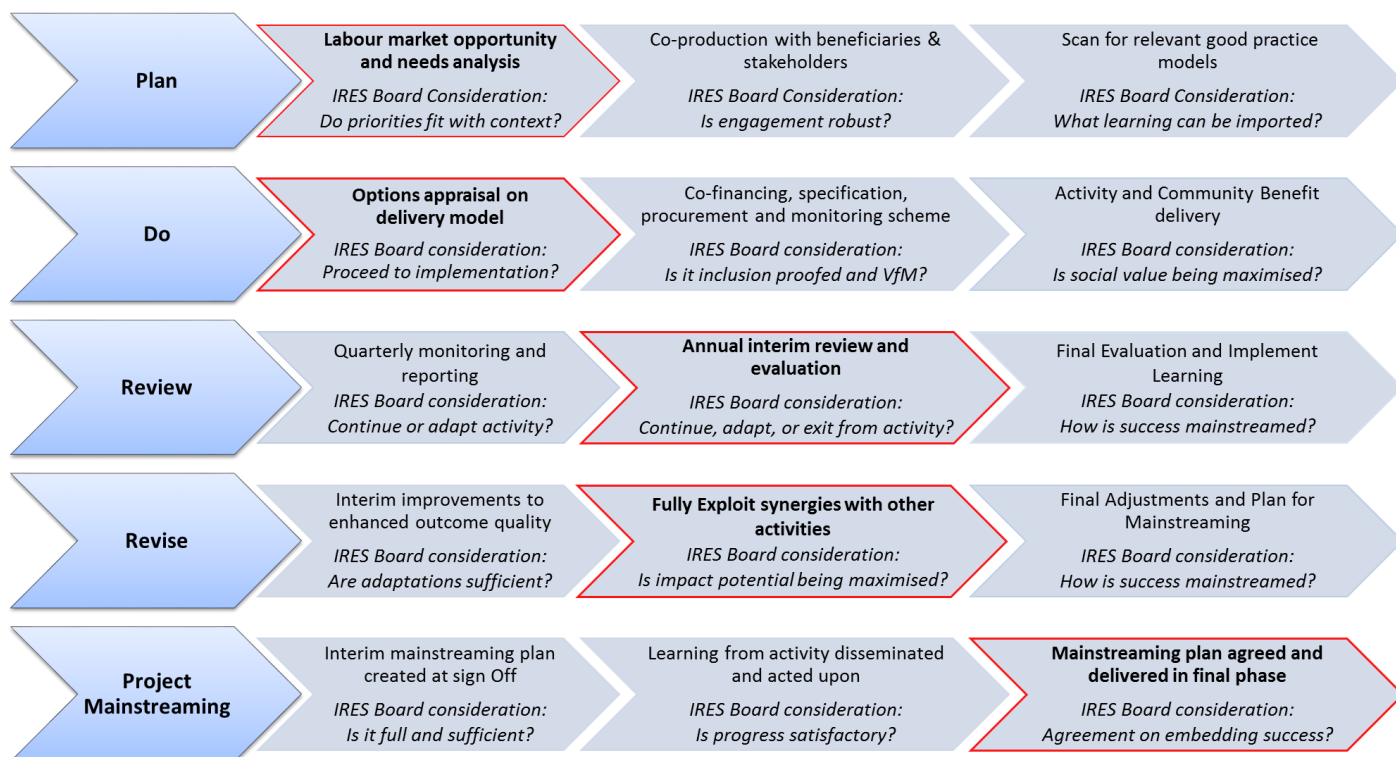 Plan
Labour market opportunity
and needs analysis
IRES Board Consideration:
Do priorities fit with context?
Co-production with beneficiaries &
stakeholders
IRES Board Consideration:
Is engagement robust?
Scan for relevant good practice
models
IRES Board Consideration:
What learning can be imported?
Do
Options appraisal on
delivery model
IRES Board consideration:
Proceed to implementation?
Co-financing, specification,
procurement and monitoring scheme
IRES Board consideration:
Is it inclusion proofed and VfM?
Activity and Community Benefit
delivery
IRES Board consideration:
Is social value being maximised?
Review
Quarterly monitoring and
reporting
IRES Board consideration:
Continue or adapt activity?
Annual interim review and
evaluation
IRES Board consideration:
Continue, adapt, or exit from activity?
Final Evaluation and Implement
Learning
IRES Board consideration:
How is success mainstreamed?
Revise
Interim improvements to
enhanced outcome quality
IRES Board consideration:
Are adaptations sufficient?
Fully Exploit synergies with other
activities
IRES Board consideration:
Is impact potential being maximised?
Final Adjustments and Plan for
Mainstreaming
IRES Board consideration:
How is success mainstreamed?
Project
Mainstreaming
Interim mainstreaming plan
created at sign Off
IRES Board consideration:
Is it full and sufficient?
Learning from activity disseminated
and acted upon
IRES Board consideration:
Is progress satisfactory?
Mainstreaming plan agreed and
delivered in final phase
IRES Board consideration:
Agreement on embedding success?